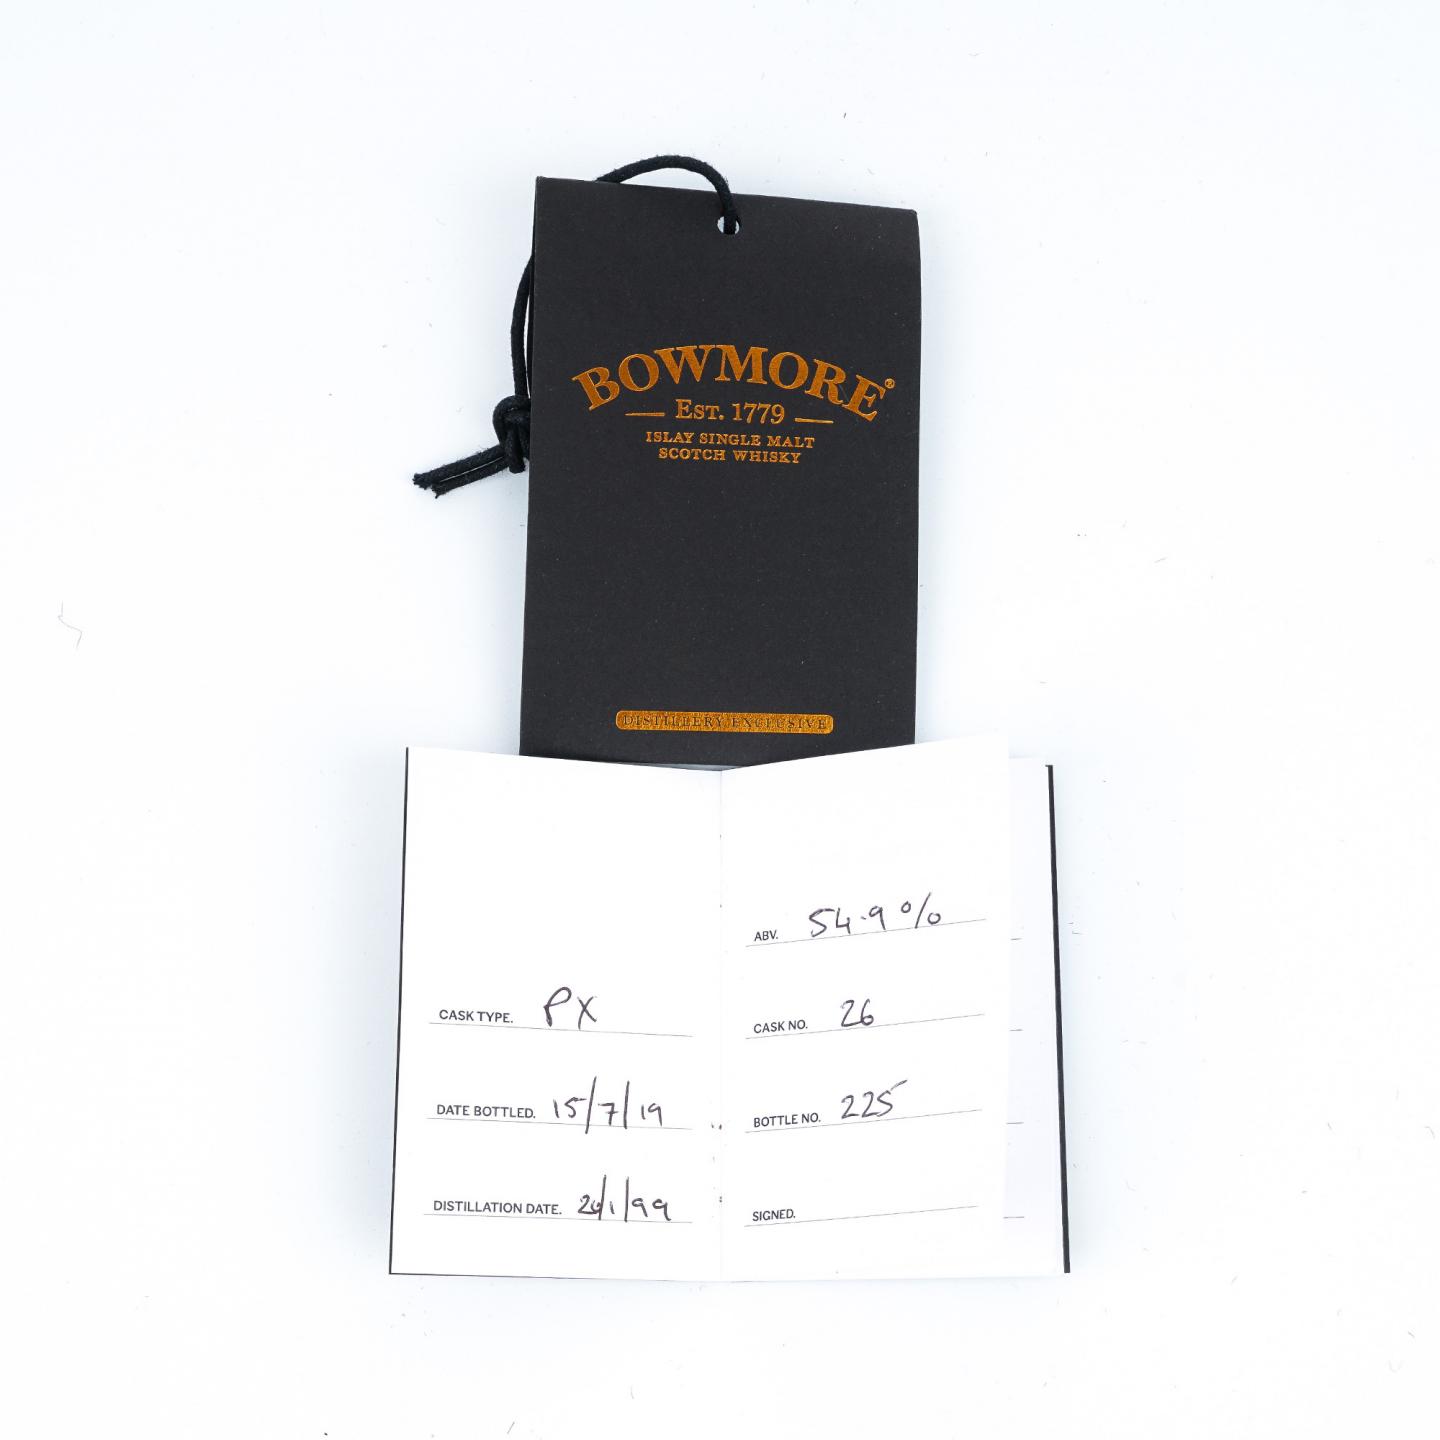 BOWMORE®
EST. 1779
ISLAY SINGLE MALT
SCOTCH WHISKY
DISTILLERY EXCLUSIVE
CASK TYPE. PX
DATE BOTTLED. 15/7/19
DISTILLATION DATE. /1/99
ABV. 54.9%
CASK NO. 26
BOTTLE NO. 225
SIGNED.